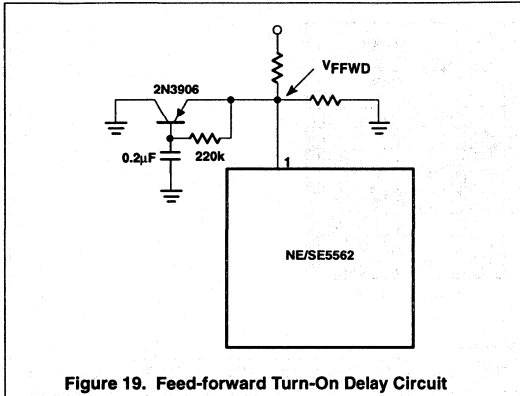 VFFWD
2N3906
0.2µF
220k
1
NE/SE5562
Figure 19. Feed-forward Turn-On Delay Circuit